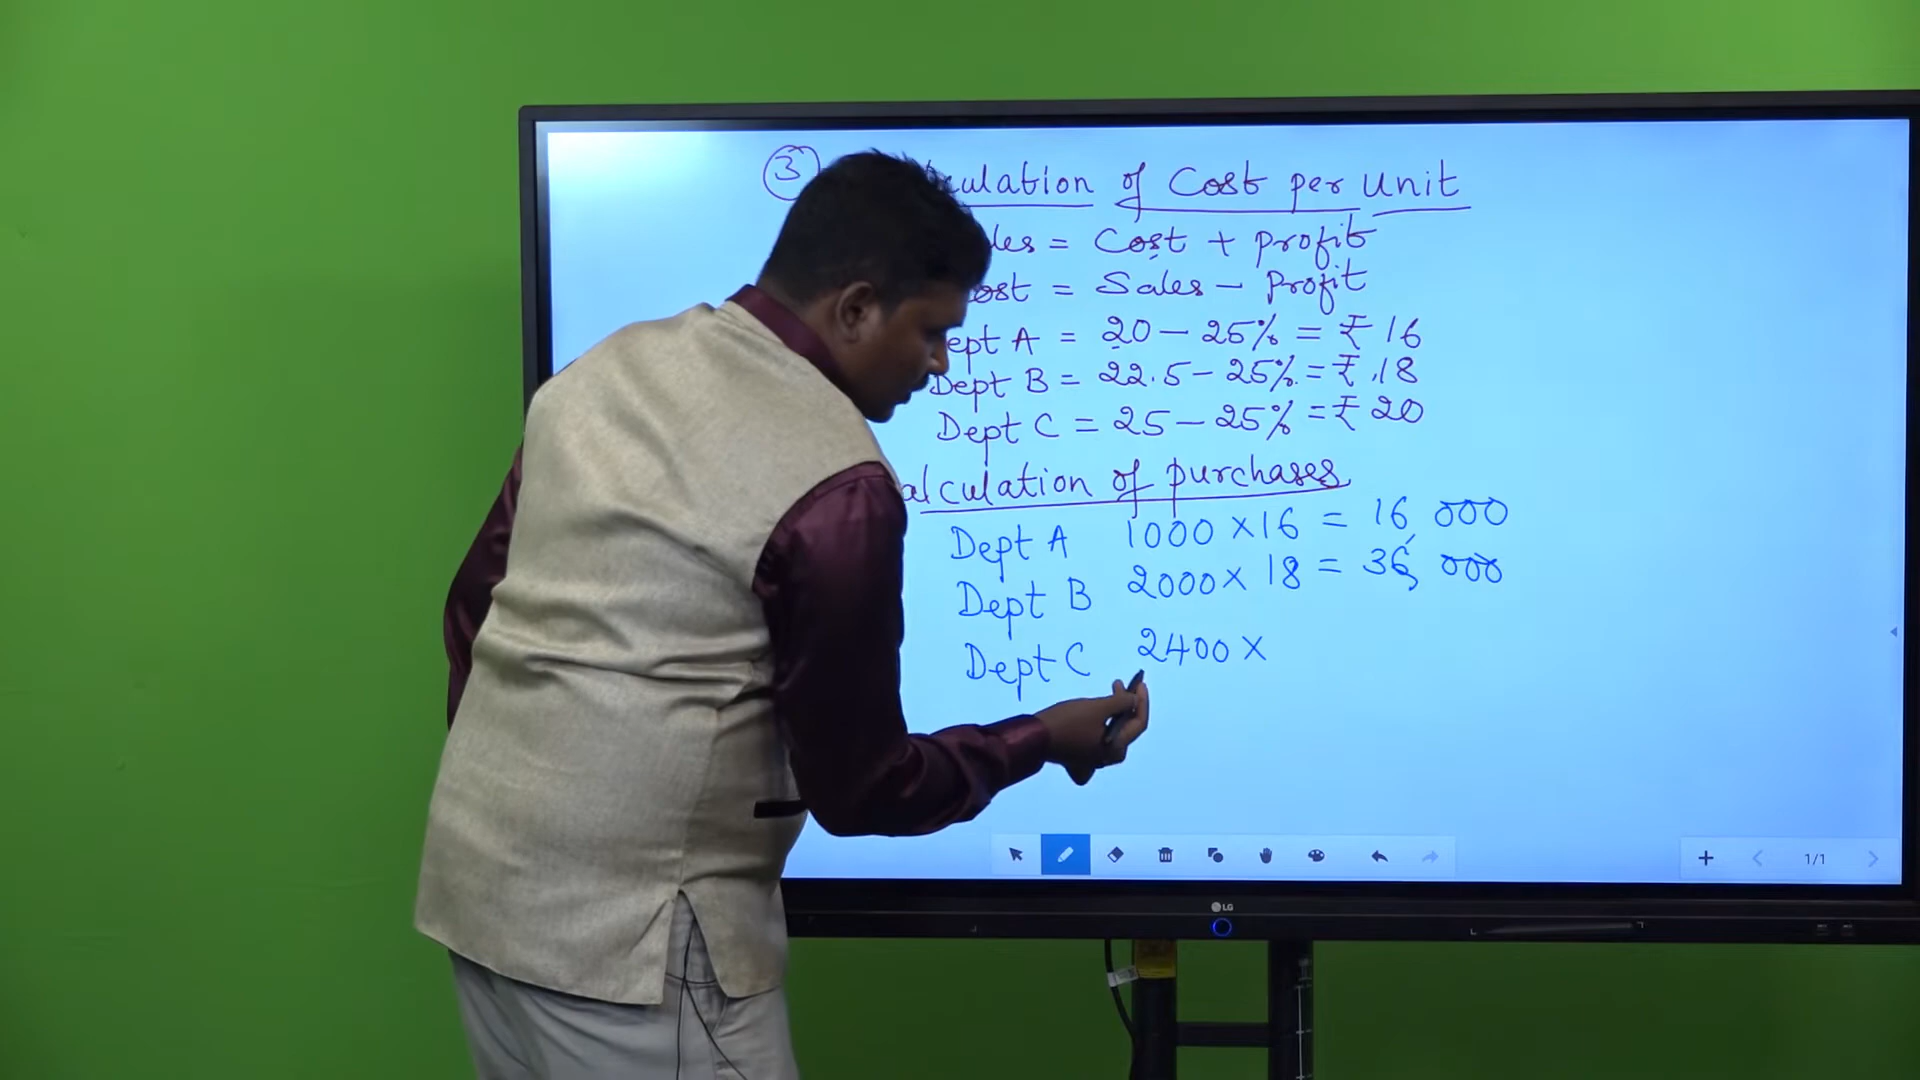 ③ culation of Cost per unit
les = Cost + profit
ost = Sales - Profit
ept A = 20 - 25% = ₹ 16
Dept B = 22.5 - 25% = ₹ 18
Dept C = 25 - 25% = ₹ 20
alculation of purchases
Dept A 1000 × 16 = 16,000
Dept B 2000 × 18 = 36,000
Dept C 2400 ×
1/1
LG